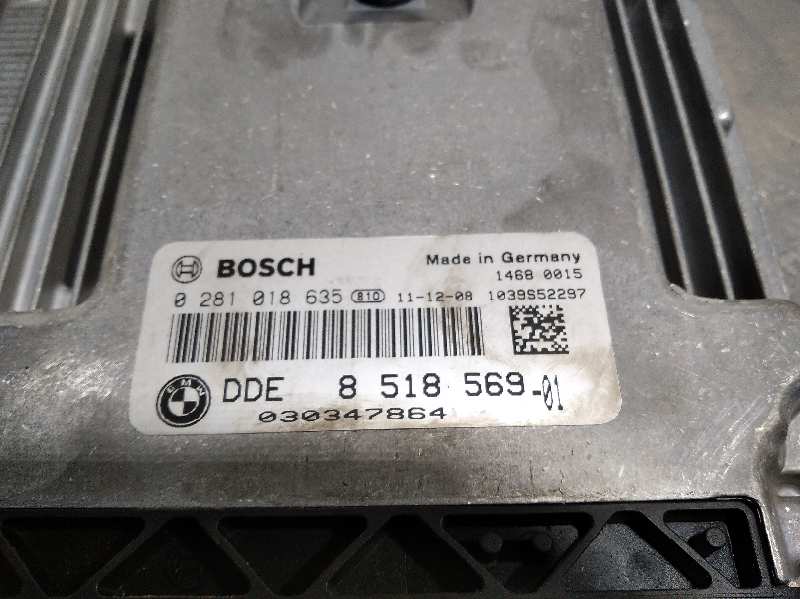 BOSCH
Made in Germany
1468 0015
0 281 018 635 810 11-12-08 1039S52297
BMW
DDE 8 518 569-01
030347864